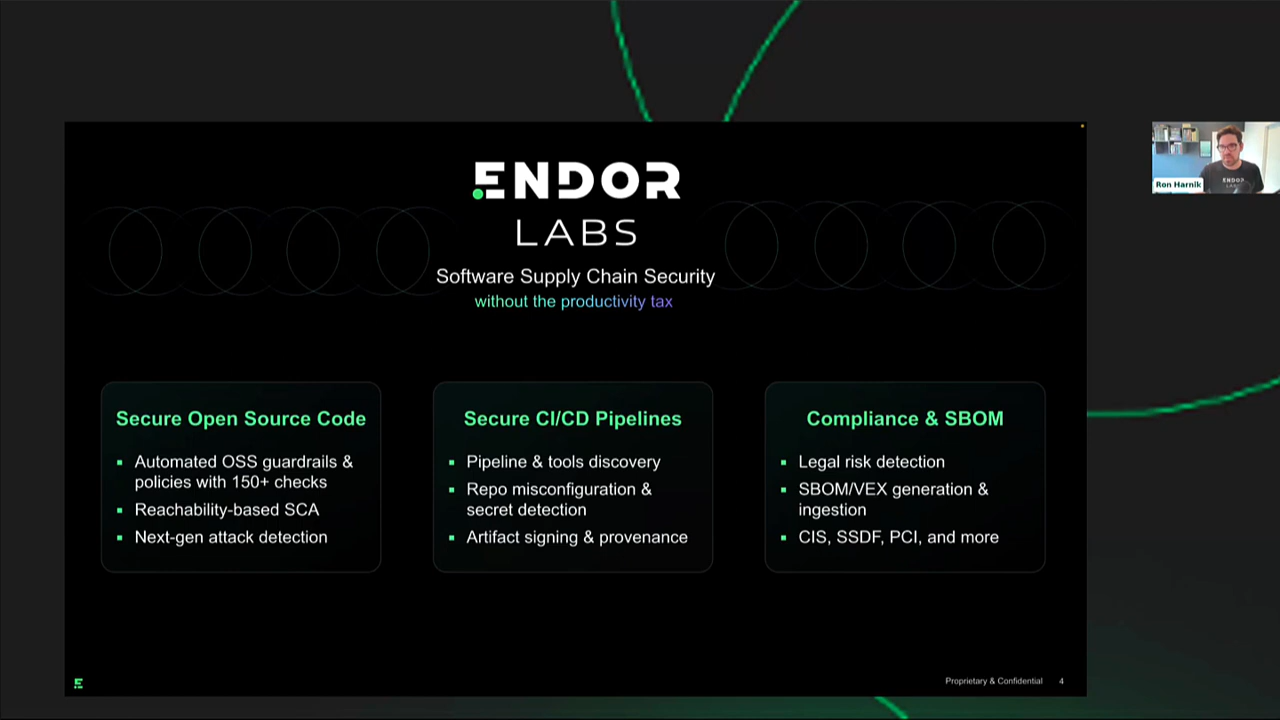 ENDOR
LABS
Software Supply Chain Security
without the productivity tax
Secure Open Source Code
▪ Automated OSS guardrails &
policies with 150+ checks
▪ Reachability-based SCA
▪ Next-gen attack detection
Secure CI/CD Pipelines
▪ Pipeline & tools discovery
▪ Repo misconfiguration &
secret detection
▪ Artifact signing & provenance
Compliance & SBOM
▪ Legal risk detection
▪ SBOM/VEX generation &
ingestion
▪ CIS, SSDF, PCI, and more
Proprietary & Confidential 4
Ron Harnik
ENDOR
LABS